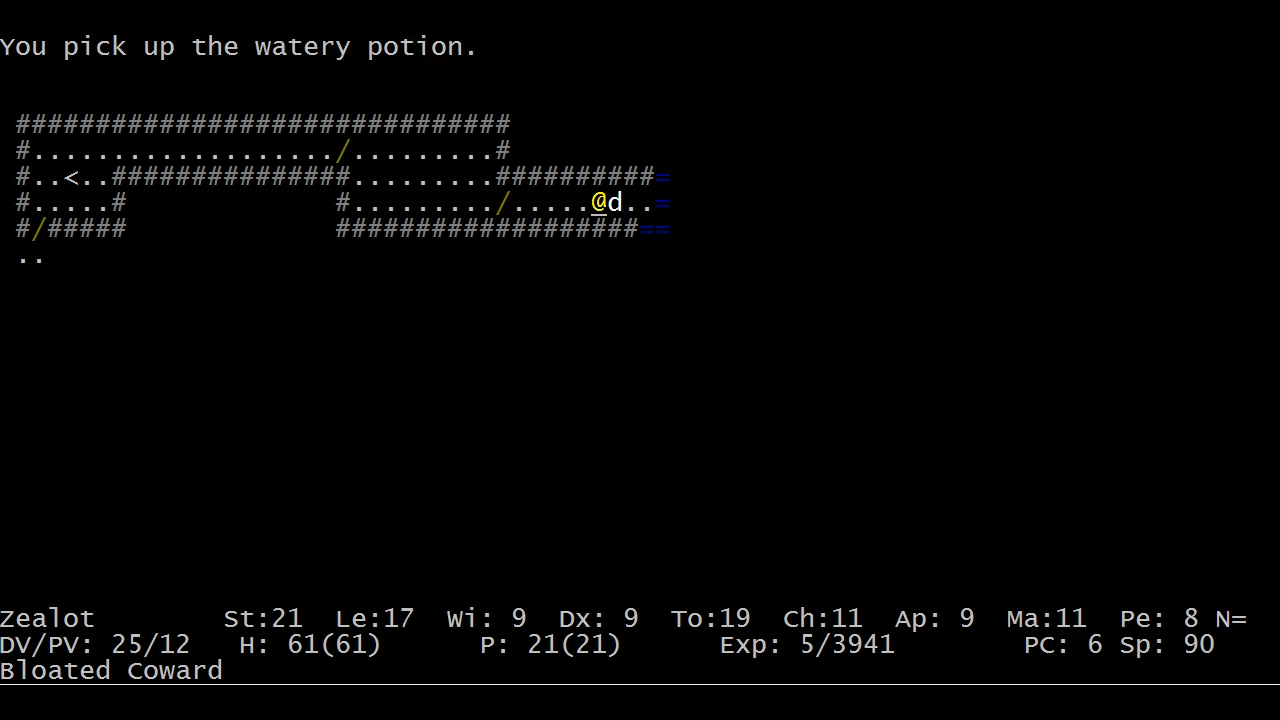 You pick up the watery potion.
###############################
#.................../.........#
#..<..###############.........##########=
#.....#             #........./.....@d..=
#/#####             ###################==
..
Zealot        St:21  Le:17  Wi: 9  Dx: 9  To:19  Ch:11  Ap: 9  Ma:11  Pe: 8 N=
DV/PV: 25/12   H: 61(61)      P: 21(21)      Exp: 5/3941           PC: 6 Sp: 90
Bloated Coward